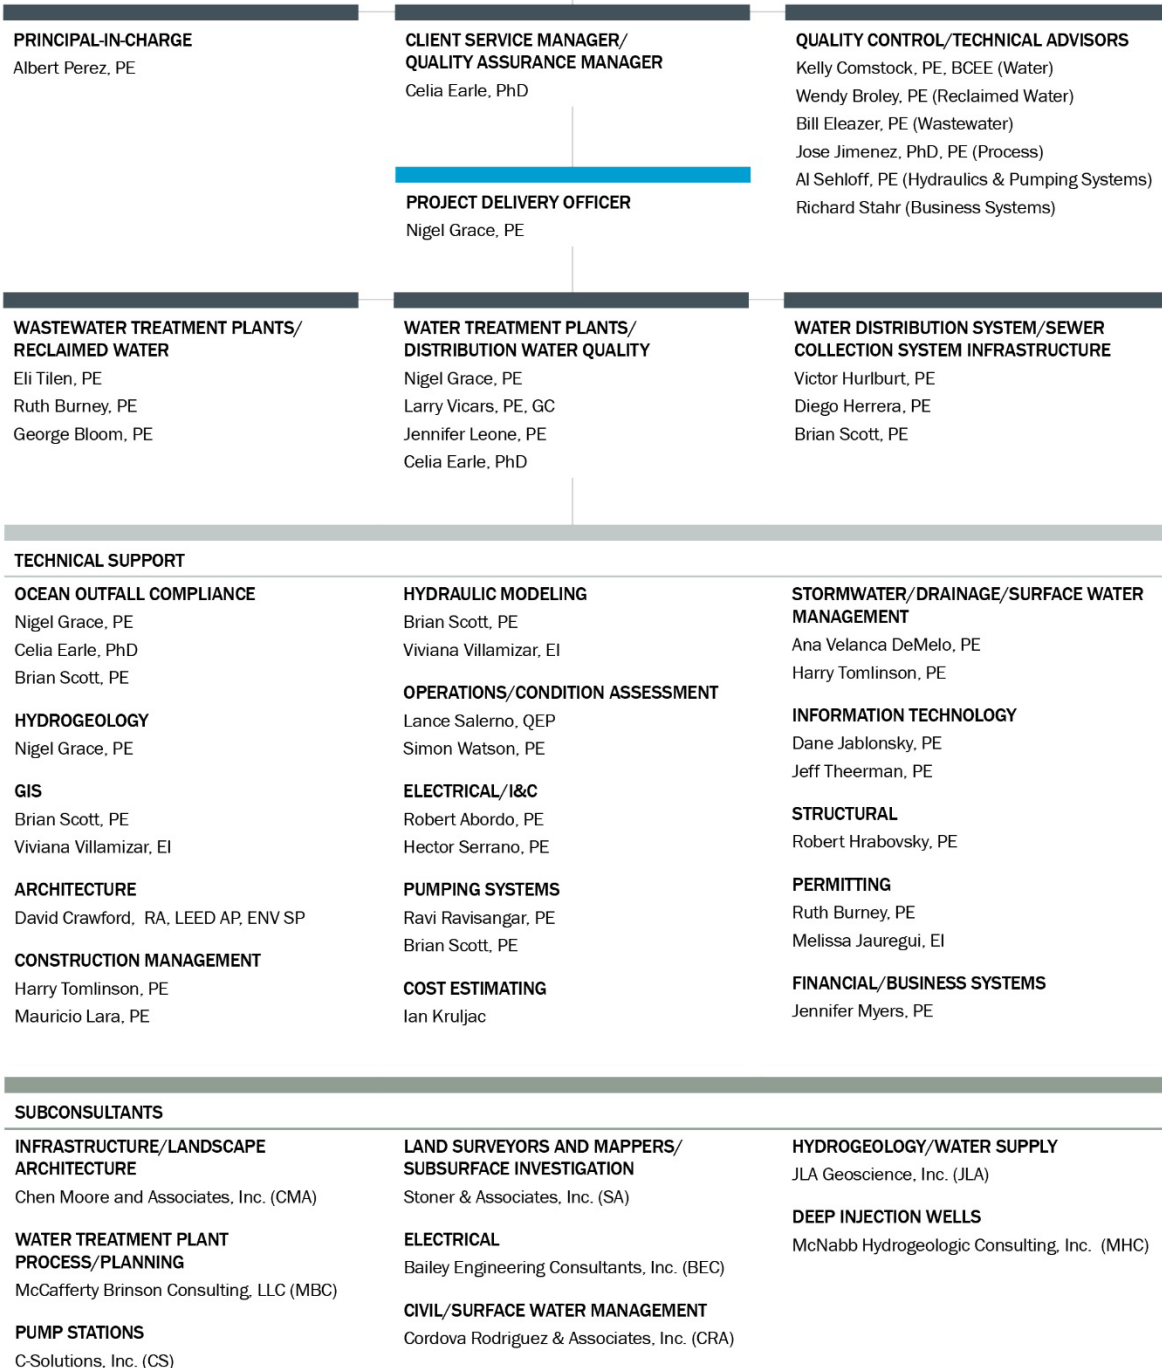 PRINCIPAL-IN-CHARGE
Albert Perez, PE
CLIENT SERVICE MANAGER/
QUALITY ASSURANCE MANAGER
Celia Earle, PhD
QUALITY CONTROL/TECHNICAL ADVISORS
Kelly Comstock, PE, BCEE (Water)
Wendy Broley, PE (Reclaimed Water)
Bill Eleazer, PE (Wastewater)
Jose Jimenez, PhD, PE (Process)
Al Sehloff, PE (Hydraulics & Pumping Systems)
Richard Stahr (Business Systems)
PROJECT DELIVERY OFFICER
Nigel Grace, PE
WASTEWATER TREATMENT PLANTS/
RECLAIMED WATER
Eli Tilen, PE
Ruth Burney, PE
George Bloom, PE
WATER TREATMENT PLANTS/
DISTRIBUTION WATER QUALITY
Nigel Grace, PE
Larry Vicars, PE, GC
Jennifer Leone, PE
Celia Earle, PhD
WATER DISTRIBUTION SYSTEM/SEWER
COLLECTION SYSTEM INFRASTRUCTURE
Victor Hurlburt, PE
Diego Herrera, PE
Brian Scott, PE
TECHNICAL SUPPORT
OCEAN OUTFALL COMPLIANCE
Nigel Grace, PE
Celia Earle, PhD
Brian Scott, PE
HYDROGEOLOGY
Nigel Grace, PE
GIS
Brian Scott, PE
Viviana Villamizar, EI
ARCHITECTURE
David Crawford, RA, LEED AP, ENV SP
CONSTRUCTION MANAGEMENT
Harry Tomlinson, PE
Mauricio Lara, PE
HYDRAULIC MODELING
Brian Scott, PE
Viviana Villamizar, EI
OPERATIONS/CONDITION ASSESSMENT
Lance Salerno, QEP
Simon Watson, PE
ELECTRICAL/I&C
Robert Abordo, PE
Hector Serrano, PE
PUMPING SYSTEMS
Ravi Ravisangar, PE
Brian Scott, PE
COST ESTIMATING
Ian Kruljac
STORMWATER/DRAINAGE/SURFACE WATER
MANAGEMENT
Ana Velanca DeMelo, PE
Harry Tomlinson, PE
INFORMATION TECHNOLOGY
Dane Jablonsky, PE
Jeff Theerman, PE
STRUCTURAL
Robert Hrabovsky, PE
PERMITTING
Ruth Burney, PE
Melissa Jauregui, EI
FINANCIAL/BUSINESS SYSTEMS
Jennifer Myers, PE
SUBCONSULTANTS
INFRASTRUCTURE/LANDSCAPE
ARCHITECTURE
Chen Moore and Associates, Inc. (CMA)
WATER TREATMENT PLANT
PROCESS/PLANNING
McCafferty Brinson Consulting, LLC (MBC)
PUMP STATIONS
C-Solutions, Inc. (CS)
LAND SURVEYORS AND MAPPERS/
SUBSURFACE INVESTIGATION
Stoner & Associates, Inc. (SA)
ELECTRICAL
Bailey Engineering Consultants, Inc. (BEC)
CIVIL/SURFACE WATER MANAGEMENT
Cordova Rodriguez & Associates, Inc. (CRA)
HYDROGEOLOGY/WATER SUPPLY
JLA Geoscience, Inc. (JLA)
DEEP INJECTION WELLS
McNabb Hydrogeologic Consulting, Inc. (MHC)